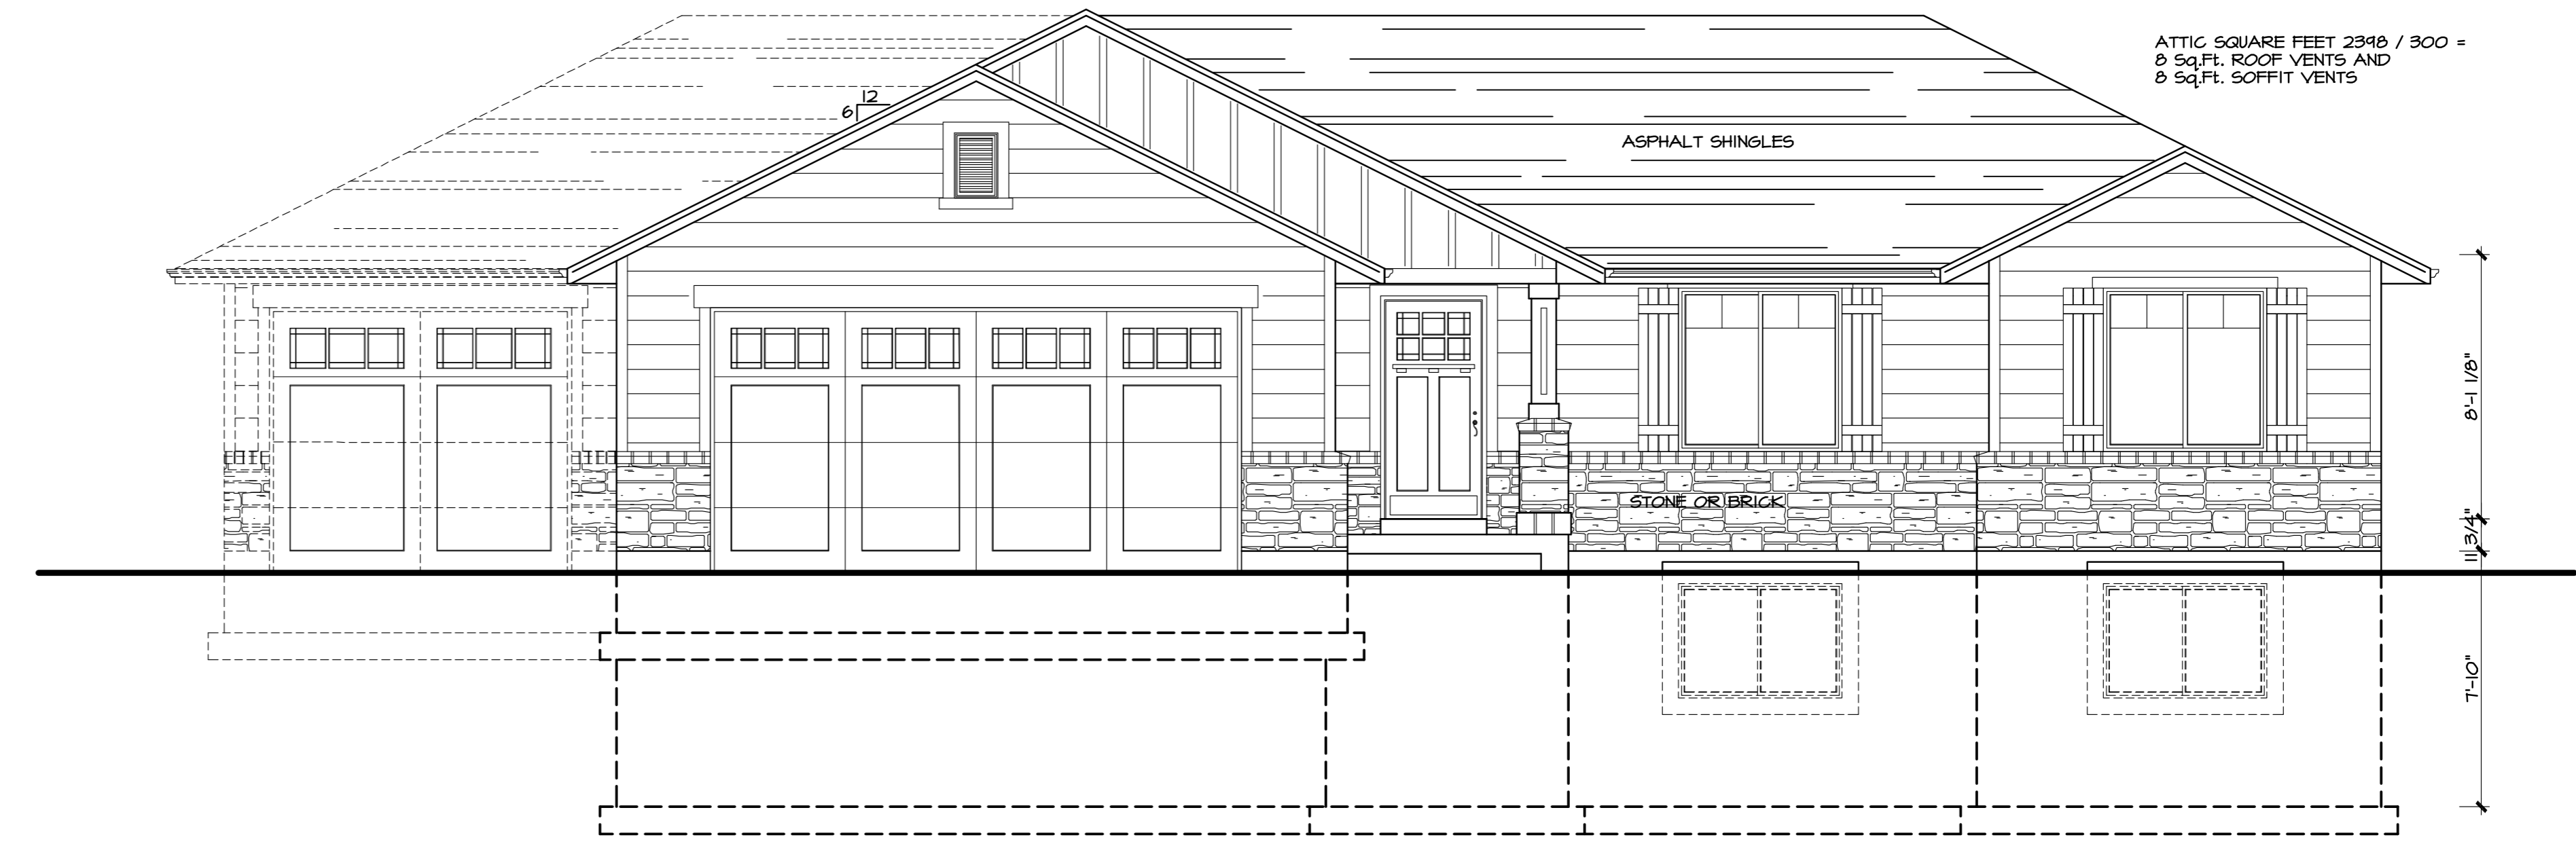 ATTIC SQUARE FEET 2398 / 300 =
8 Sq.Ft. ROOF VENTS AND
8 Sq.Ft. SOFFIT VENTS
12
6
ASPHALT SHINGLES
8'-1 1/8"
STONE OR BRICK
11 3/4"
7'-10"